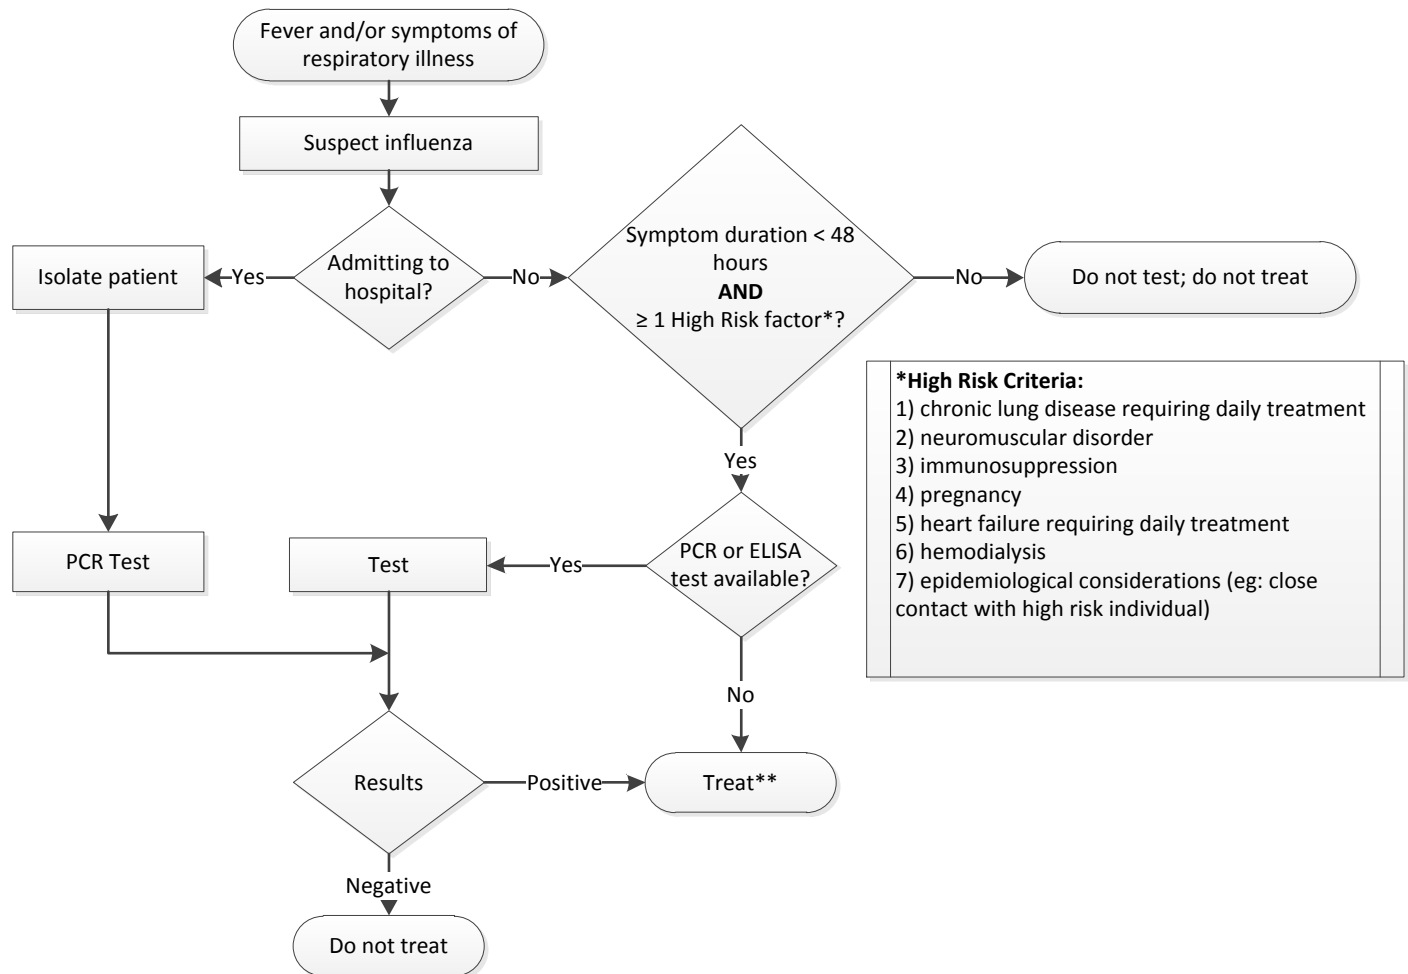 Fever and/or symptoms of
respiratory illness
Suspect influenza
Admitting to
hospital?
Yes
No
Isolate patient
Symptom duration < 48
hours
AND
≥ 1 High Risk factor*?
No
Do not test; do not treat
*High Risk Criteria:
1) chronic lung disease requiring daily treatment
2) neuromuscular disorder
3) immunosuppression
4) pregnancy
5) heart failure requiring daily treatment
6) hemodialysis
7) epidemiological considerations (eg: close
contact with high risk individual)
Yes
PCR or ELISA
test available?
Yes
Test
PCR Test
No
Results
Positive
Treat**
Negative
Do not treat